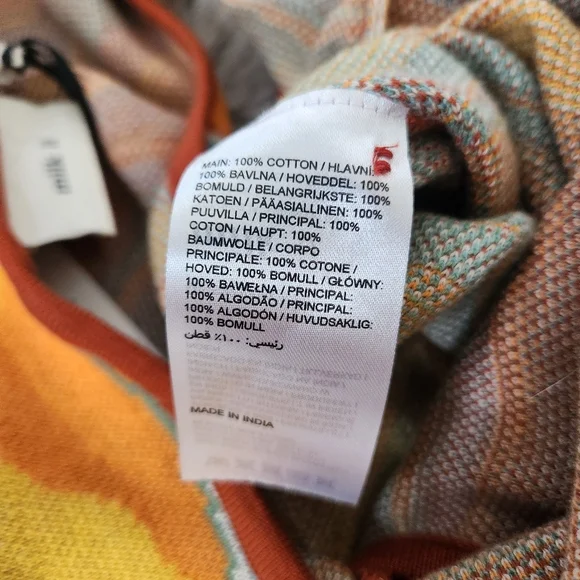 MAIN: 100% COTTON / HLAVNÍ:
100% BAVLNA / HOVEDDEL: 100%
BOMULD / BELANGRIJKSTE: 100%
KATOEN / PÄÄASIALLINEN: 100%
PUUVILLA / PRINCIPAL: 100%
COTON / HAUPT: 100%
BAUMWOLLE / CORPO
PRINCIPALE: 100% COTONE /
HOVED: 100% BOMULL / GŁÓWNY:
100% BAWEŁNA / PRINCIPAL:
100% ALGODÃO / PRINCIPAL:
100% ALGODÓN / HUVUDSAKLIG:
100% BOMULL
رئيسي: ١٠٠٪ قطن
MADE IN INDIA
milk